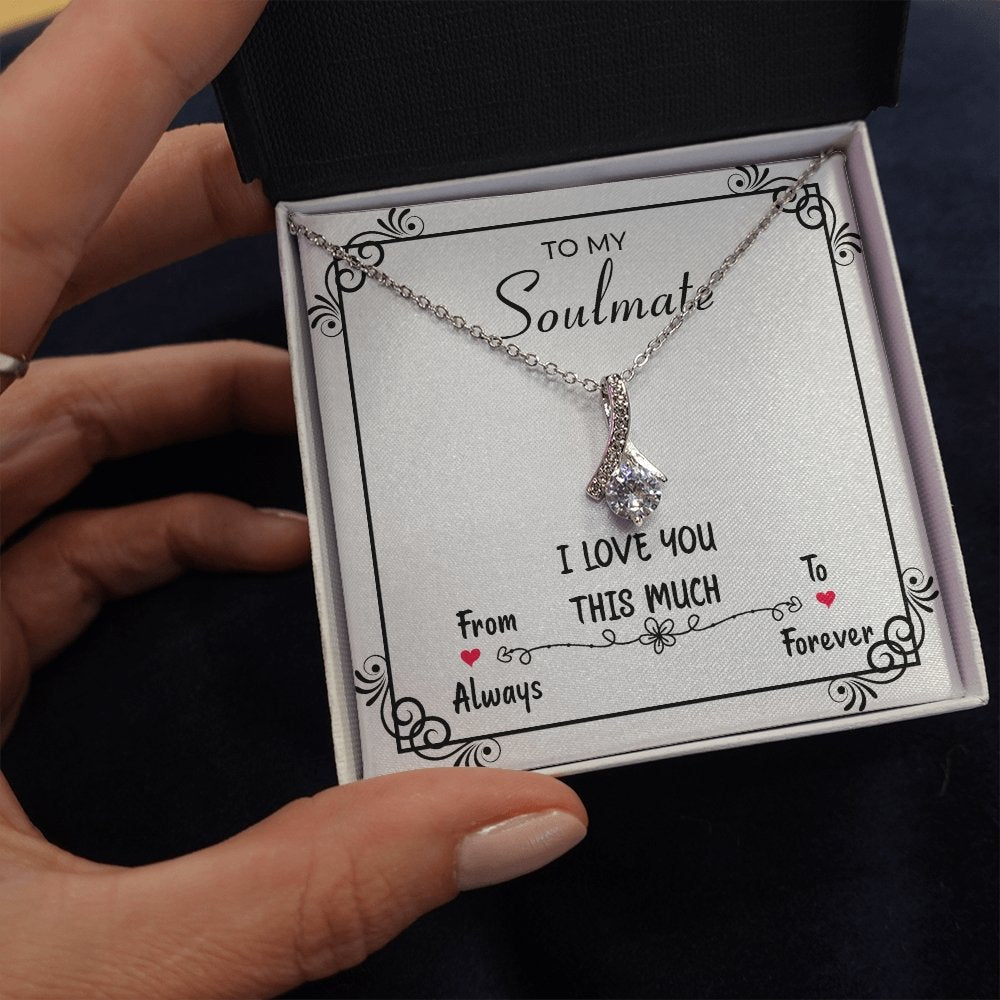 TO MY
Soulmate
I LOVE YOU
THIS MUCH
From
Always
To
Forever